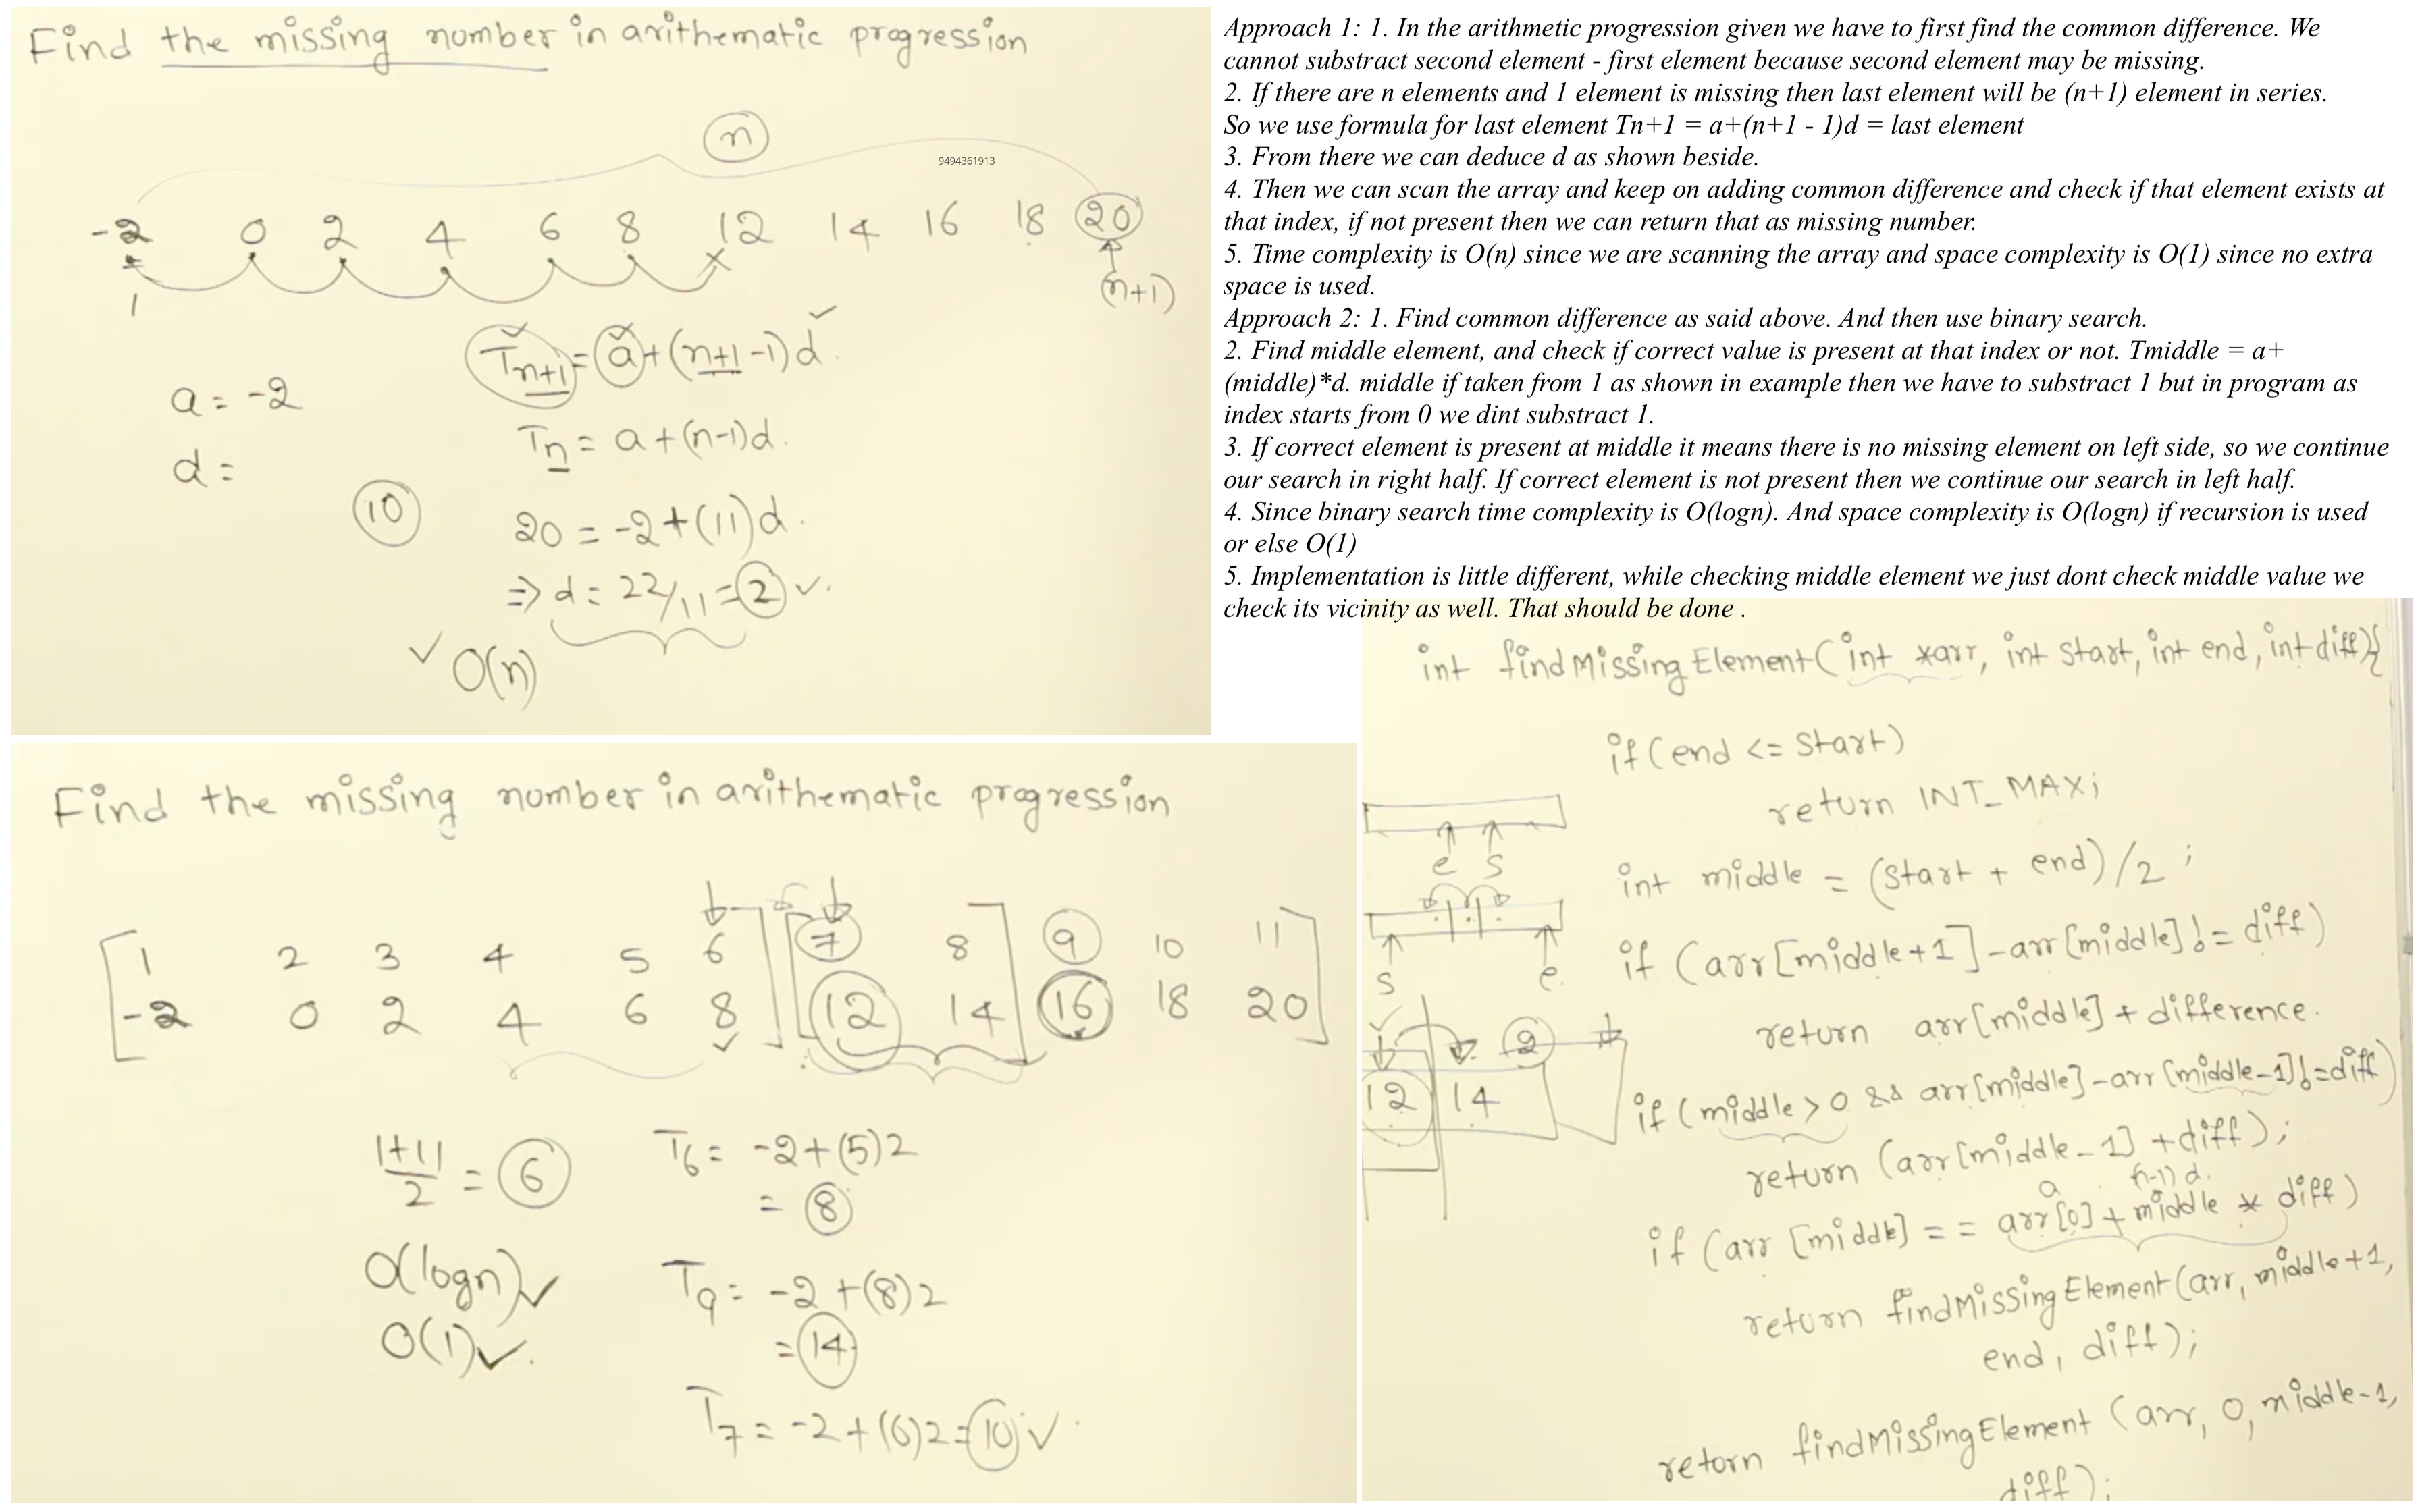 Find the missing number in arithematic progression
n
9494361913
-2 0 2 4 6 8 12 14 16 18 20
1
(n+1)
Tn+1 = a+(n+1-1)d
a = -2
Tn = a+(n-1)d.
d =
10
20 = -2+(11)d.
=> d = 22/11 = 2
O(n)
Approach 1: 1. In the arithmetic progression given we have to first find the common difference. We
cannot substract second element - first element because second element may be missing.
2. If there are n elements and 1 element is missing then last element will be (n+1) element in series.
So we use formula for last element Tn+1 = a+(n+1 - 1)d = last element
3. From there we can deduce d as shown beside.
4. Then we can scan the array and keep on adding common difference and check if that element exists at
that index, if not present then we can return that as missing number.
5. Time complexity is O(n) since we are scanning the array and space complexity is O(1) since no extra
space is used.
Approach 2: 1. Find common difference as said above. And then use binary search.
2. Find middle element, and check if correct value is present at that index or not. Tmiddle = a+
(middle)*d. middle if taken from 1 as shown in example then we have to substract 1 but in program as
index starts from 0 we dint substract 1.
3. If correct element is present at middle it means there is no missing element on left side, so we continue
our search in right half. If correct element is not present then we continue our search in left half.
4. Since binary search time complexity is O(logn). And space complexity is O(logn) if recursion is used
or else O(1)
5. Implementation is little different, while checking middle element we just dont check middle value we
check its vicinity as well. That should be done .
Find the missing number in arithematic progression
1 2 3 4 5 6 7 8 9 10 11
-2 0 2 4 6 8 12 14 16 18 20
1+11/2 = 6
T6 = -2+(5)2
= 8
O(logn)
T9 = -2+(8)2
O(1)
= 14
T7 = -2+(6)2 = 10
int findMissingElement(int *arr, int start, int end, int diff){
if(end <= start)
return INT_MAX;
e s
int middle = (start + end)/2 ;
if (arr[middle+1]-arr[middle] != diff)
s e.
return arr[middle] + difference.
2
12 14
if (middle > 0 && arr[middle]-arr[middle-1]!=diff)
return (arr[middle-1] +diff);
a (n-1) d.
if (arr [middle] == arr[0] + middle * diff)
return findMissingElement(arr, middle+1,
end, diff);
return findMissingElement (arr, 0, middle-1,
diff);